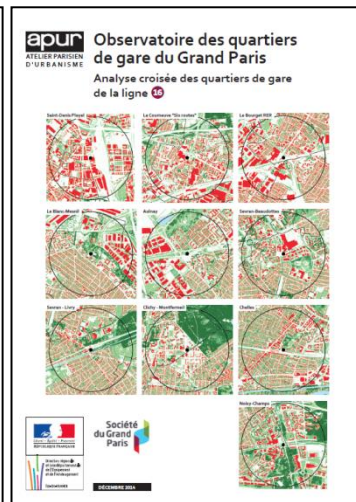 apur
ATELIER PARISIEN
D'URBANISME
Observatoire des quartiers
de gare du Grand Paris
Analyse croisée des quartiers de gare
de la ligne 16
Saint-Denis Pleyel
La Courneuve "Six routes"
Le Bourget RER
Le Blanc-Mesnil
Aulnay
Sevran-Beaudottes
Sevran - Livry
Clichy - Montfermeil
Chelles
Noisy-Champs
Société
du Grand
Paris
RÉPUBLIQUE FRANÇAISE
DÉCEMBRE 2014